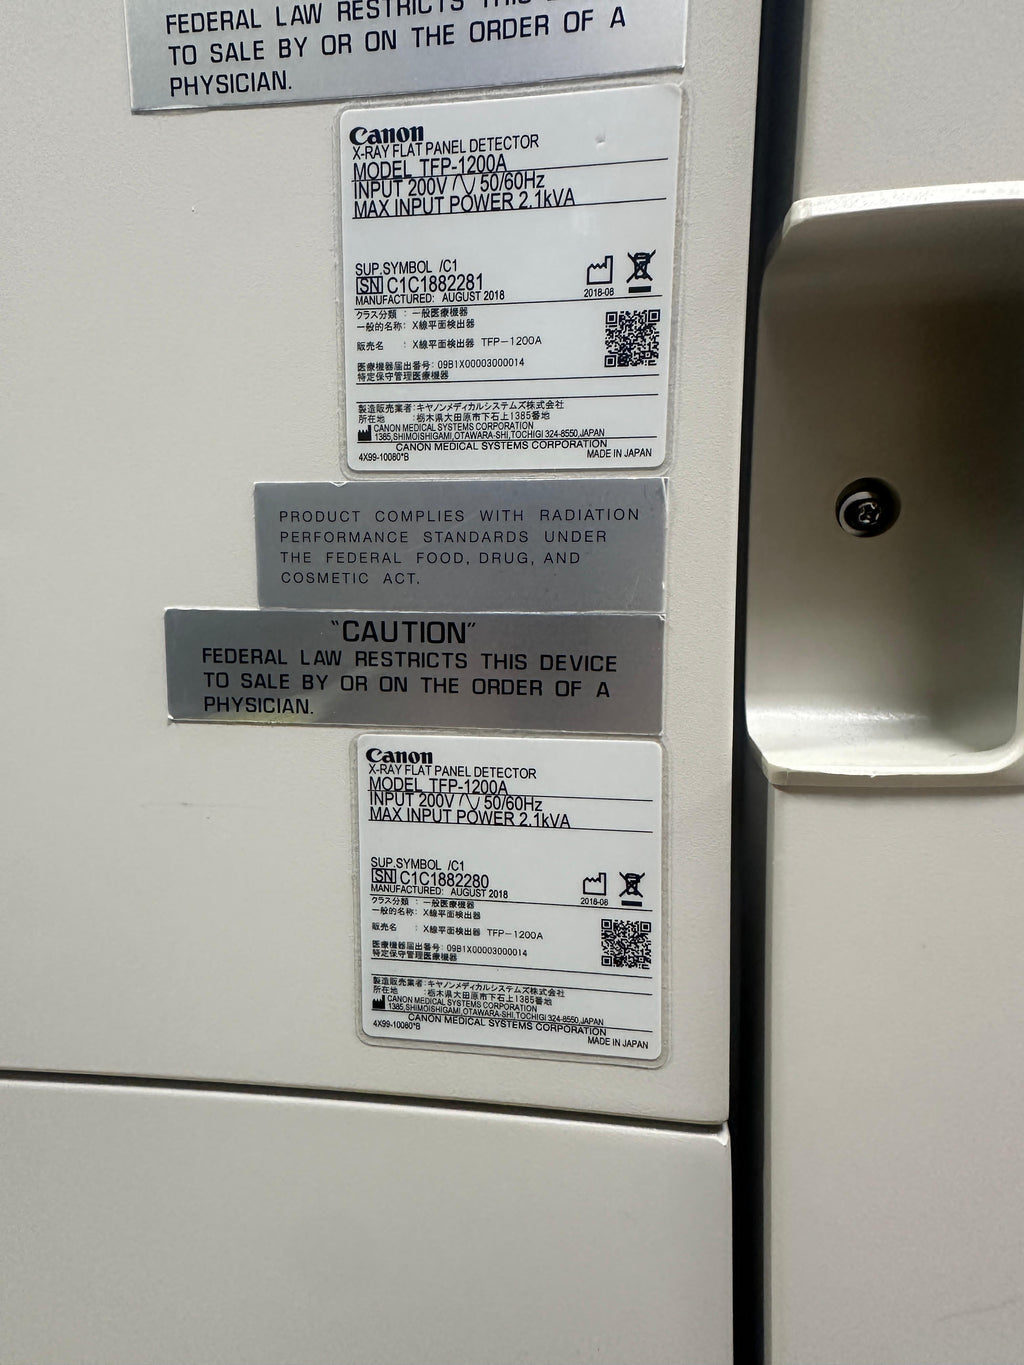 FEDERAL LAW RESTRICTS THIS
TO SALE BY OR ON THE ORDER OF A
PHYSICIAN.
Canon
X-RAY FLAT PANEL DETECTOR
MODEL TFP-1200A
INPUT 200V 50/60Hz
MAX INPUT POWER 2.1kVA
SUP.SYMBOL /C1
SN C1C1882281
2018-08
MANUFACTURED: AUGUST 2018
クラス分類 : 一般医療機器
一般的名称: X線平面検出器
販売名 : X線平面検出器 TFP-1200A
医療機器届出番号: 09B1X00003000014
特定保守管理医療機器
製造販売業者:キヤノンメディカルシステムズ株式会社
所在地 :栃木県大田原市下石上1385番地
CANON MEDICAL SYSTEMS CORPORATION
1385,SHIMOISHIGAMI,OTAWARA-SHI,TOCHIGI 324-8550,JAPAN
CANON MEDICAL SYSTEMS CORPORATION
4X99-10080*B MADE IN JAPAN
PRODUCT COMPLIES WITH RADIATION
PERFORMANCE STANDARDS UNDER
THE FEDERAL FOOD, DRUG, AND
COSMETIC ACT.
"CAUTION"
FEDERAL LAW RESTRICTS THIS DEVICE
TO SALE BY OR ON THE ORDER OF A
PHYSICIAN.
Canon
X-RAY FLAT PANEL DETECTOR
MODEL TFP-1200A
INPUT 200V 50/60Hz
MAX INPUT POWER 2.1kVA
SUP.SYMBOL /C1
SN C1C1882280
2018-08
MANUFACTURED: AUGUST 2018
クラス分類 : 一般医療機器
一般的名称: X線平面検出器
販売名 : X線平面検出器 TFP-1200A
医療機器届出番号: 09B1X00003000014
特定保守管理医療機器
製造販売業者:キヤノンメディカルシステムズ株式会社
所在地 :栃木県大田原市下石上1385番地
CANON MEDICAL SYSTEMS CORPORATION
1385,SHIMOISHIGAMI,OTAWARA-SHI,TOCHIGI 324-8550,JAPAN
CANON MEDICAL SYSTEMS CORPORATION
4X99-10080*B MADE IN JAPAN